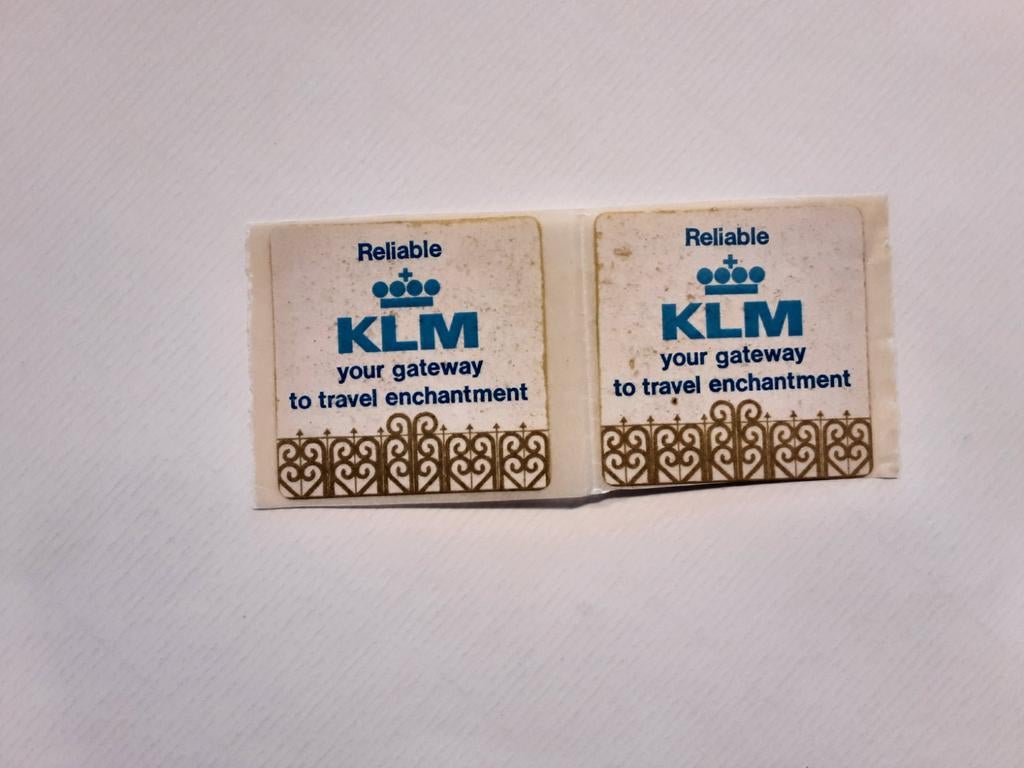 Reliable
KLM
your gateway
to travel enchantment
Reliable
KLM
your gateway
to travel enchantment